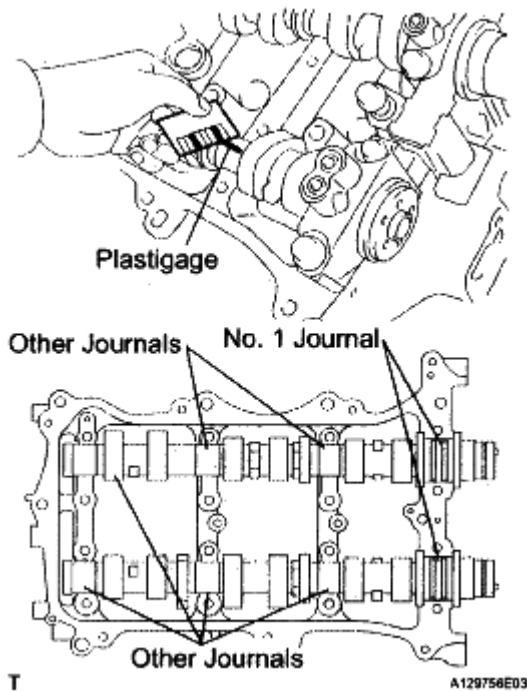 Plastigage
Other Journals
No. 1 Journal
Other Journals
T
A129756E03